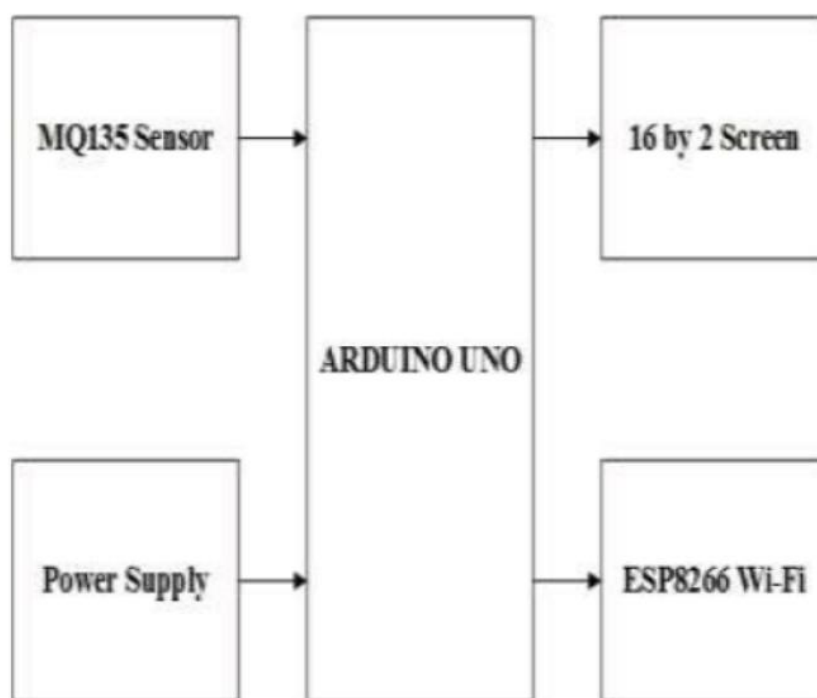 MQ135 Sensor
16 by 2 Screen
ARDUINO UNO
Power Supply
ESP8266 Wi-Fi